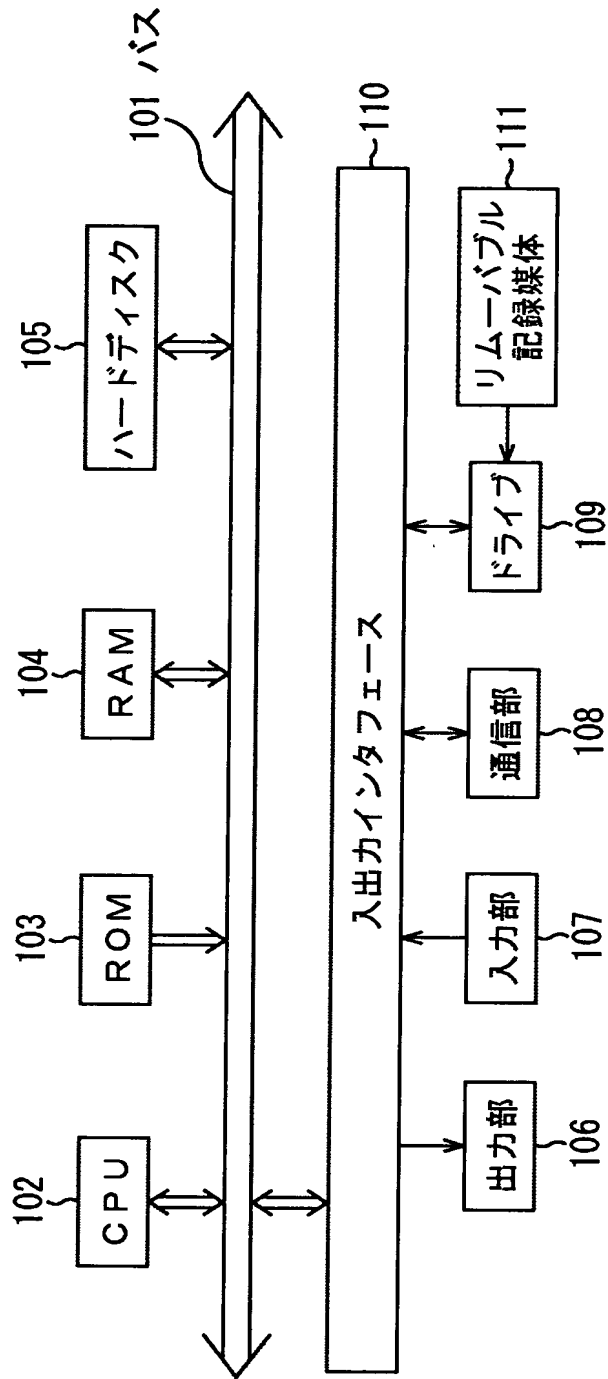 102
CPU
103
ROM
104
RAM
105
ハードディスク
101 バス
入出力インタフェース
110
出力部
106
入力部
107
通信部
108
ドライブ
109
リムーバブル
記録媒体
111